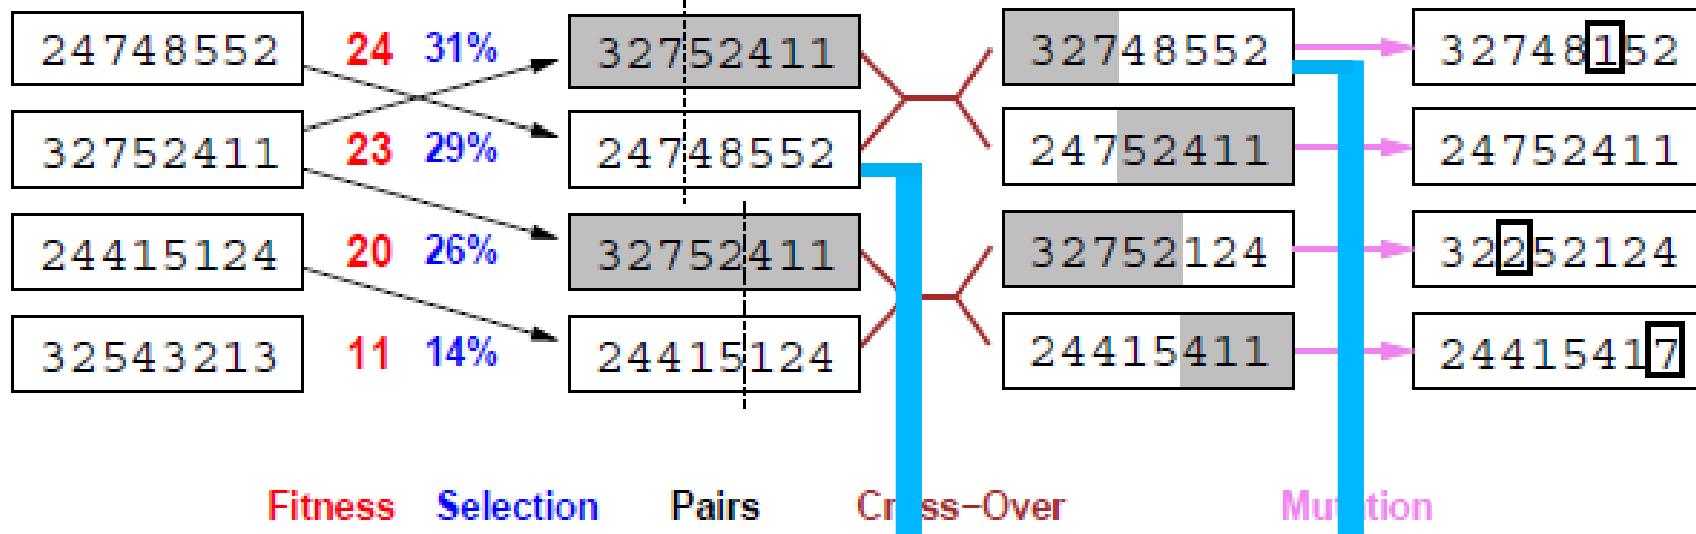 24748552 24 31% 32752411 32748552 32748152
32752411 23 29% 24748552 24752411 24752411
24415124 20 26% 32752411 32752124 32252124
32543213 11 14% 24415124 24415411 24415417
Fitness Selection Pairs